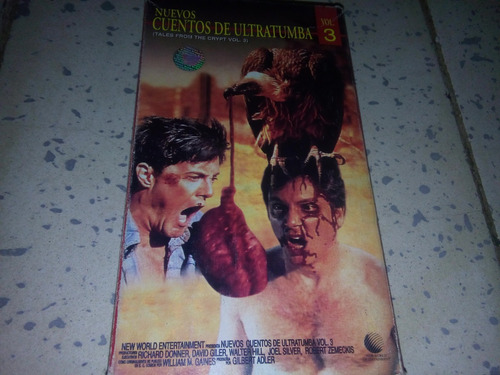 NUEVOS
CUENTOS DE ULTRATUMBA
(TALES FROM THE CRYPT VOL. 3)
VOL.
3
NEW WORLD ENTERTAINMENT PRESENTA NUEVOS CUENTOS DE ULTRATUMBA VOL. 3
RICHARD DONNER, DAVID GILER, WALTER HILL, JOEL SILVER, ROBERT ZEMECKIS
WILLIAM M. GAINES GILBERT ADLER